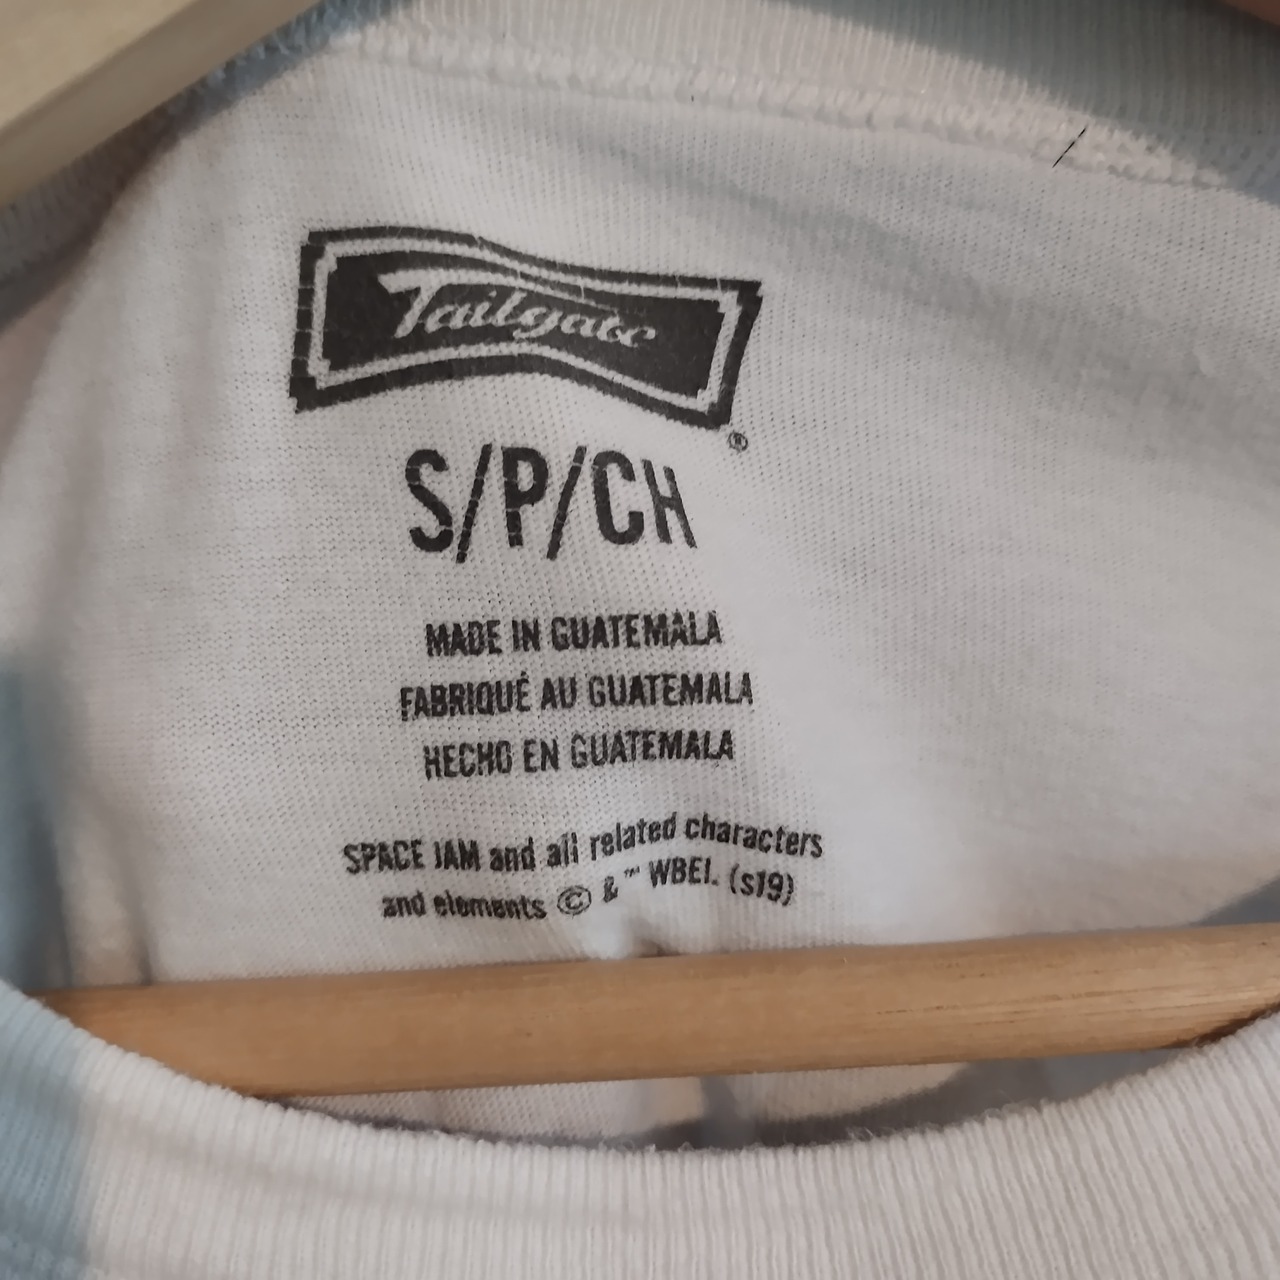 Tailgate
®
S/P/CH
MADE IN GUATEMALA
FABRIQUÉ AU GUATEMALA
HECHO EN GUATEMALA
SPACE JAM and all related characters
and elements © & ™ WBEI. (s19)